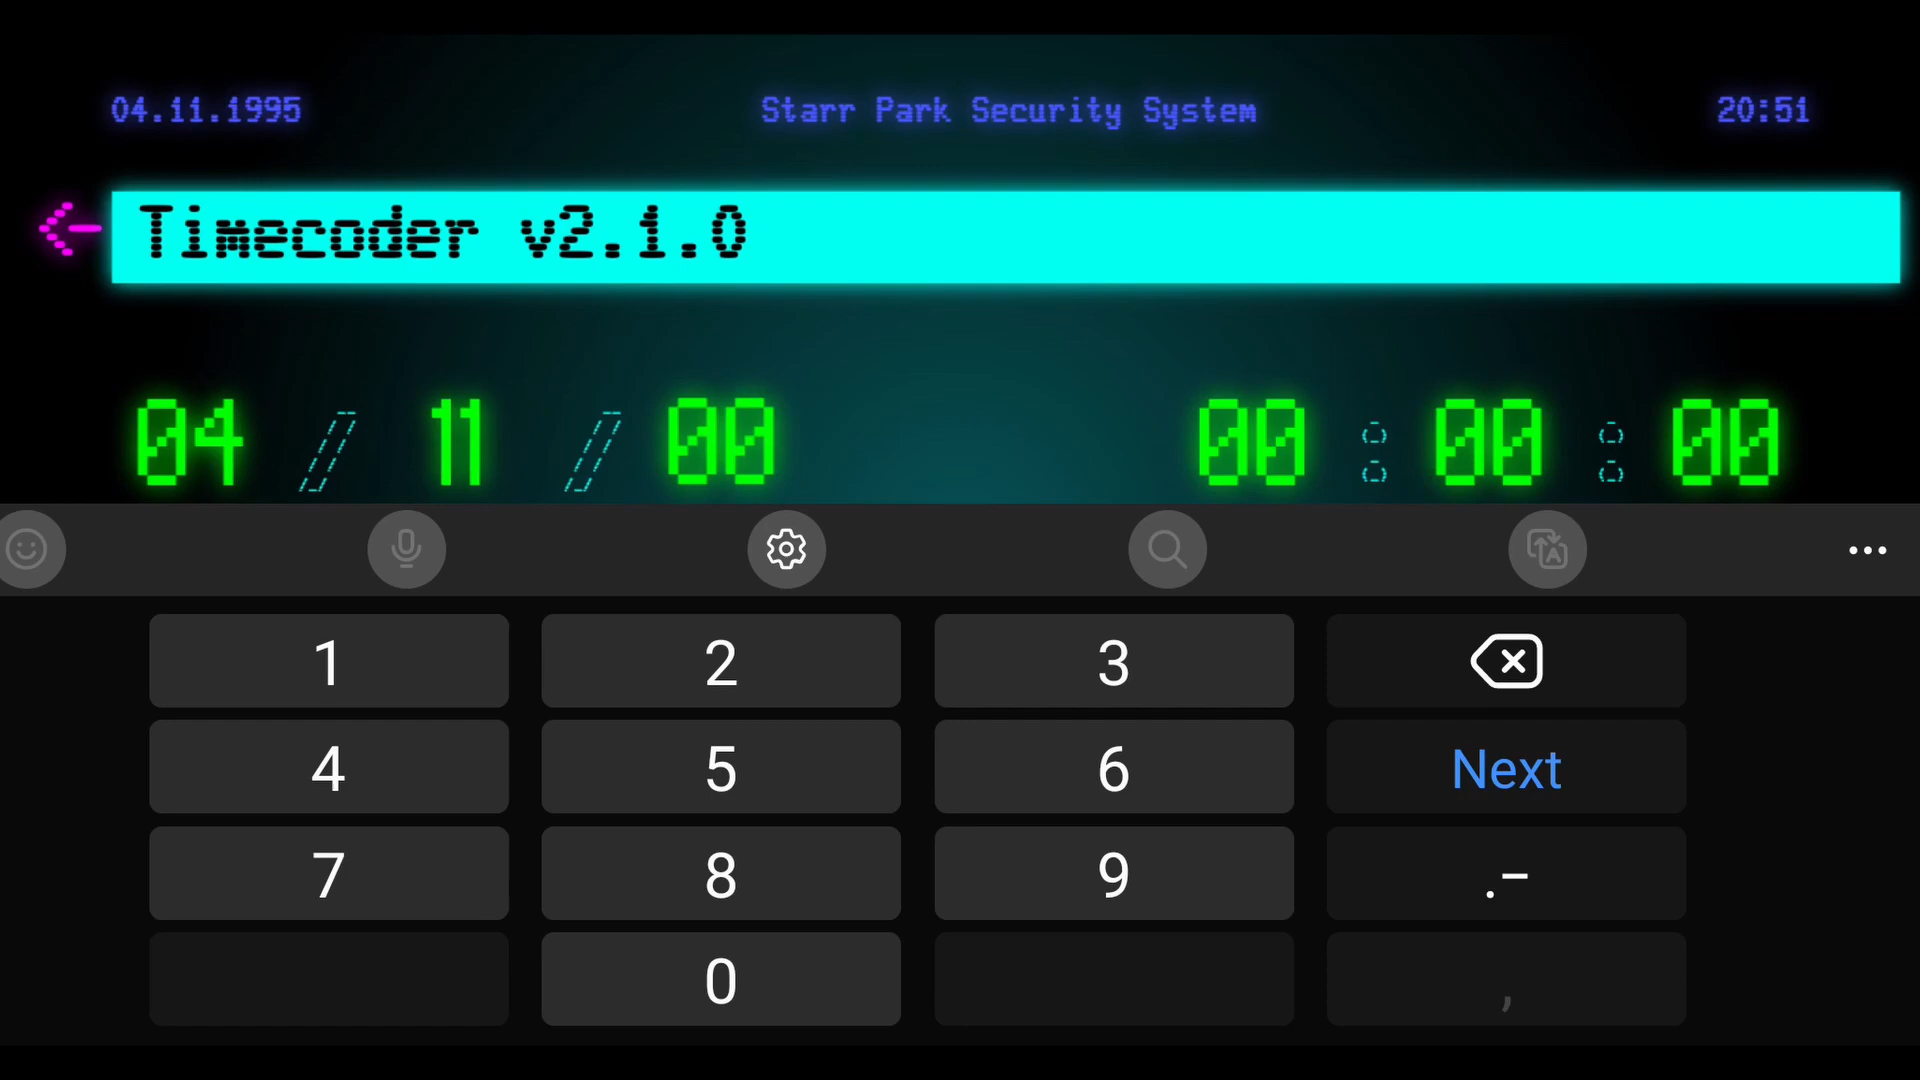 04.11.1995 Starr Park Security System 20:51
Timecoder v2.1.0
04 // 11 // 00 00 : 00 : 00
1 2 3
4 5 6 Next
7 8 9 .-
0 ,